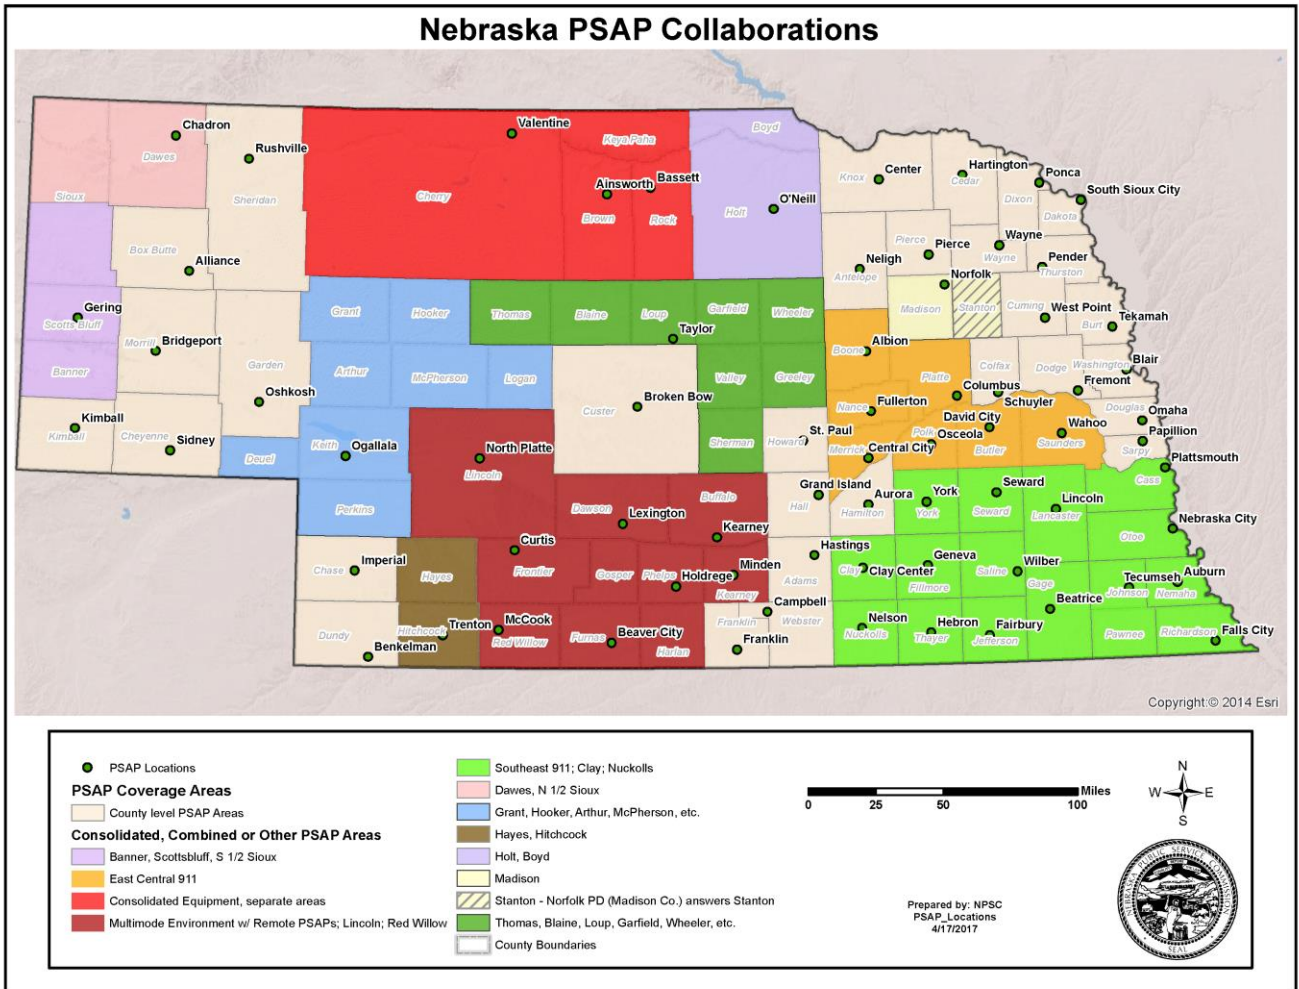 Nebraska PSAP Collaborations
Chadron
Dawes
Rushville
Sheridan
Sioux
Valentine
Keya Paha
Cherry
Ainsworth
Bassett
Brown
Rock
Boyd
O'Neill
Holt
Knox
Center
Hartington
Cedar
Ponca
Dixon
South Sioux City
Dakota
Box Butte
Alliance
Pierce
Pierce
Wayne
Wayne
Neligh
Antelope
Pender
Thurston
Norfolk
Madison
Stanton
Cuming
West Point
Burt
Tekamah
Gering
Scotts Bluff
Banner
Morrill
Bridgeport
Garden
Oshkosh
Grant
Hooker
Thomas
Blaine
Loup
Taylor
Garfield
Wheeler
Arthur
McPherson
Logan
Custer
Broken Bow
Valley
Greeley
Boone
Albion
Platte
Columbus
Colfax
Schuyler
Dodge
Washington
Blair
Fremont
Kimball
Kimball
Cheyenne
Sidney
Deuel
Keith
Ogallala
Perkins
North Platte
Lincoln
Sherman
Howard
St. Paul
Nance
Fullerton
Merrick
Central City
Polk
Osceola
David City
Butler
Wahoo
Saunders
Douglas
Omaha
Papillion
Sarpy
Plattsmouth
Cass
Dawson
Lexington
Buffalo
Kearney
Hall
Grand Island
Aurora
Hamilton
York
York
Seward
Seward
Lincoln
Lancaster
Otoe
Nebraska City
Chase
Imperial
Hayes
Curtis
Frontier
Gosper
Phelps
Holdrege
Minden
Kearney
Hastings
Adams
Clay
Clay Center
Geneva
Fillmore
Saline
Wilber
Gage
Beatrice
Tecumseh
Johnson
Auburn
Nemaha
Dundy
Benkelman
Hitchcock
Trenton
McCook
Red Willow
Furnas
Beaver City
Harlan
Franklin
Franklin
Campbell
Webster
Nelson
Nuckolls
Hebron
Thayer
Fairbury
Jefferson
Pawnee
Richardson
Falls City
Copyright:© 2014 Esri
PSAP Locations
PSAP Coverage Areas
County level PSAP Areas
Consolidated, Combined or Other PSAP Areas
Banner, Scottsbluff, S 1/2 Sioux
East Central 911
Consolidated Equipment, separate areas
Multimode Environment w/ Remote PSAPs; Lincoln; Red Willow
Southeast 911; Clay; Nuckolls
Dawes, N 1/2 Sioux
Grant, Hooker, Arthur, McPherson, etc.
Hayes, Hitchcock
Holt, Boyd
Madison
Stanton - Norfolk PD (Madison Co.) answers Stanton
Thomas, Blaine, Loup, Garfield, Wheeler, etc.
County Boundaries
Miles
0 25 50 100
N
W E
S
Prepared by: NPSC
PSAP_Locations
4/17/2017
NEBRASKA PUBLIC SERVICE COMMISSION
SEAL